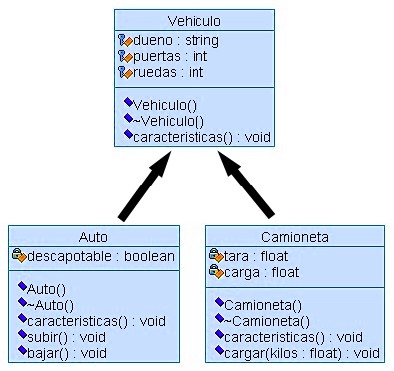 Vehiculo
dueno : string
puertas : int
ruedas : int
Vehiculo()
~Vehiculo()
caracteristicas() : void
Auto
descapotable : boolean
Auto()
~Auto()
caracteristicas() : void
subir() : void
bajar() : void
Camioneta
tara : float
carga : float
Camioneta()
~Camioneta()
caracteristicas() : void
cargar(kilos : float) : void